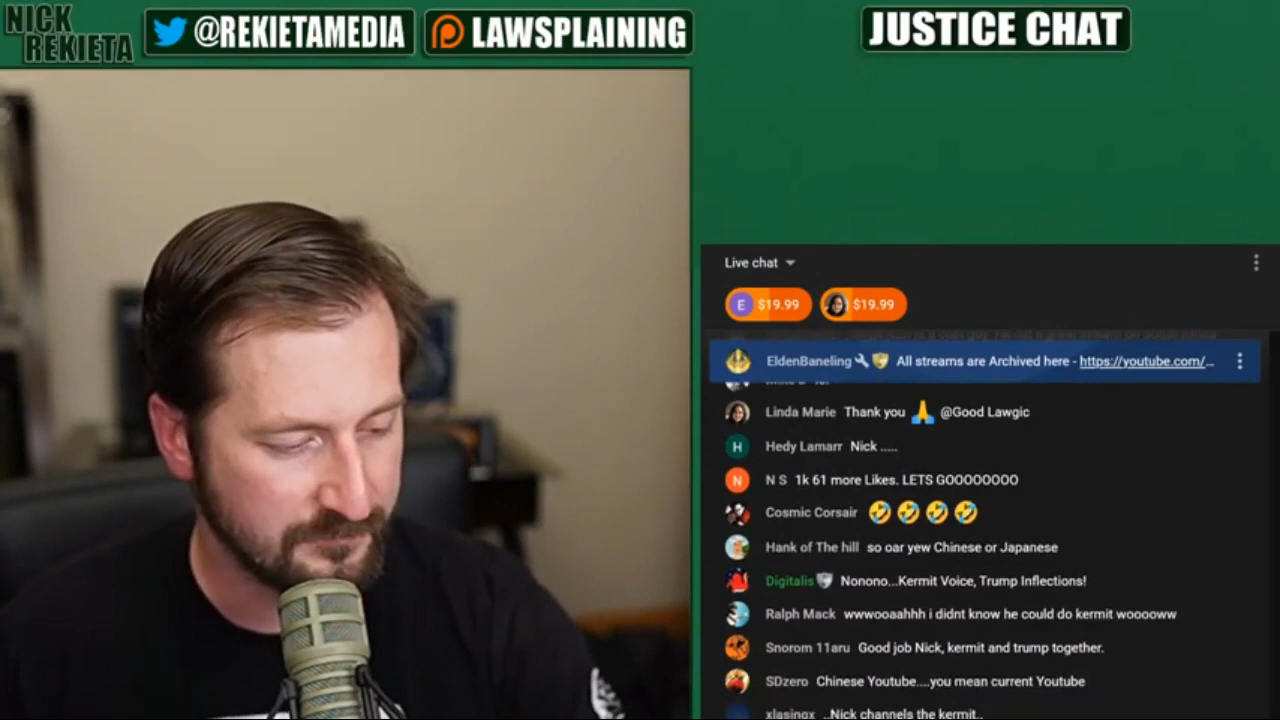 NICK
REKIETA
@REKIETAMEDIA
LAWSPLAINING
JUSTICE CHAT
Live chat
E $19.99
$19.99
EldenBaneling All streams are Archived here - https://youtube.com/...
Linda Marie Thank you 🙏 @Good Lawgic
H Hedy Lamarr Nick .....
N N S 1k 61 more Likes. LETS GOOOOOOOO
Cosmic Corsair 🤣 🤣 🤣 🤣
Hank of The hill so oar yew Chinese or Japanese
Digitalis Nonono...Kermit Voice, Trump Inflections!
Ralph Mack wwwooaahhh i didnt know he could do kermit wooooww
Snorom 11aru Good job Nick, kermit and trump together.
SDzero Chinese Youtube....you mean current Youtube
xlasingx ..Nick channels the kermit..